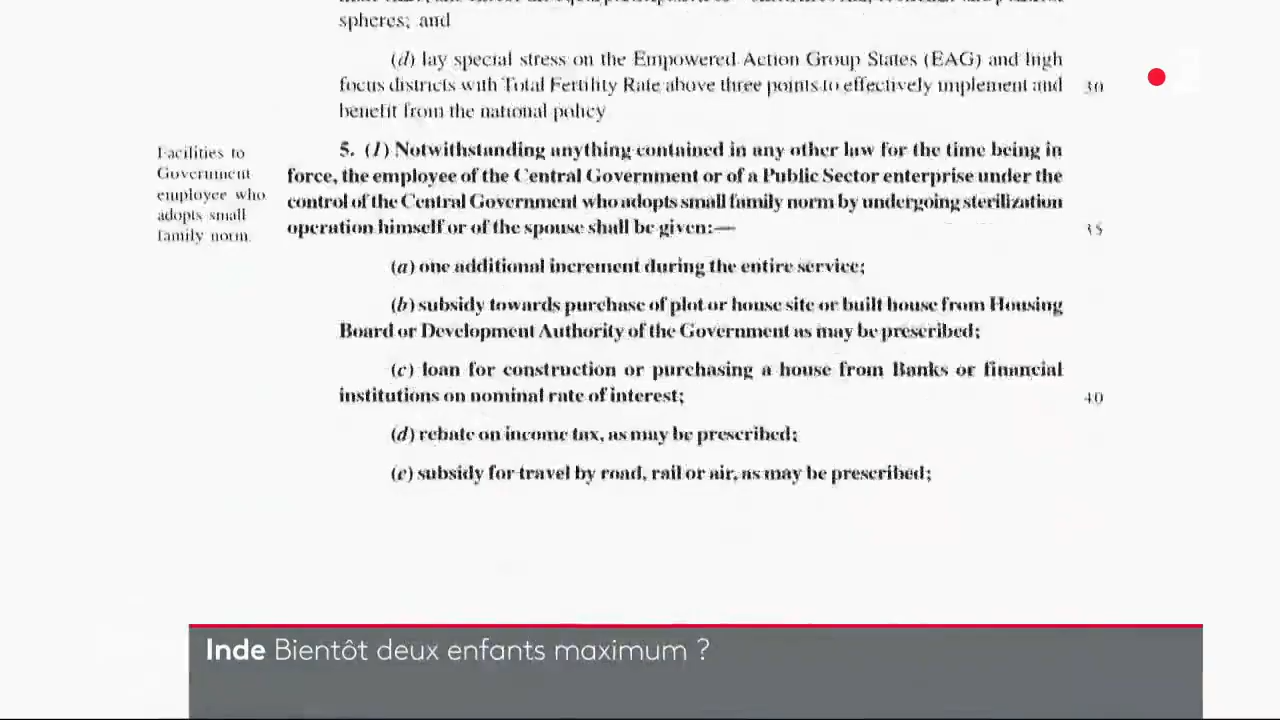 spheres; and
(d) lay special stress on the Empowered Action Group States (EAG) and high
focus districts with Total Fertility Rate above three points to effectively implement and
30
benefit from the national policy
Facilities to
Government
employee who
adopts small
family norm.
5. (1) Notwithstanding anything contained in any other law for the time being in
force, the employee of the Central Government or of a Public Sector enterprise under the
control of the Central Government who adopts small family norm by undergoing sterilization
operation himself or of the spouse shall be given:—
35
(a) one additional increment during the entire service;
(b) subsidy towards purchase of plot or house site or built house from Housing
Board or Development Authority of the Government as may be prescribed;
(c) loan for construction or purchasing a house from Banks or financial
institutions on nominal rate of interest;
40
(d) rebate on income tax, as may be prescribed;
(e) subsidy for travel by road, rail or air, as may be prescribed;
Inde Bientôt deux enfants maximum ?